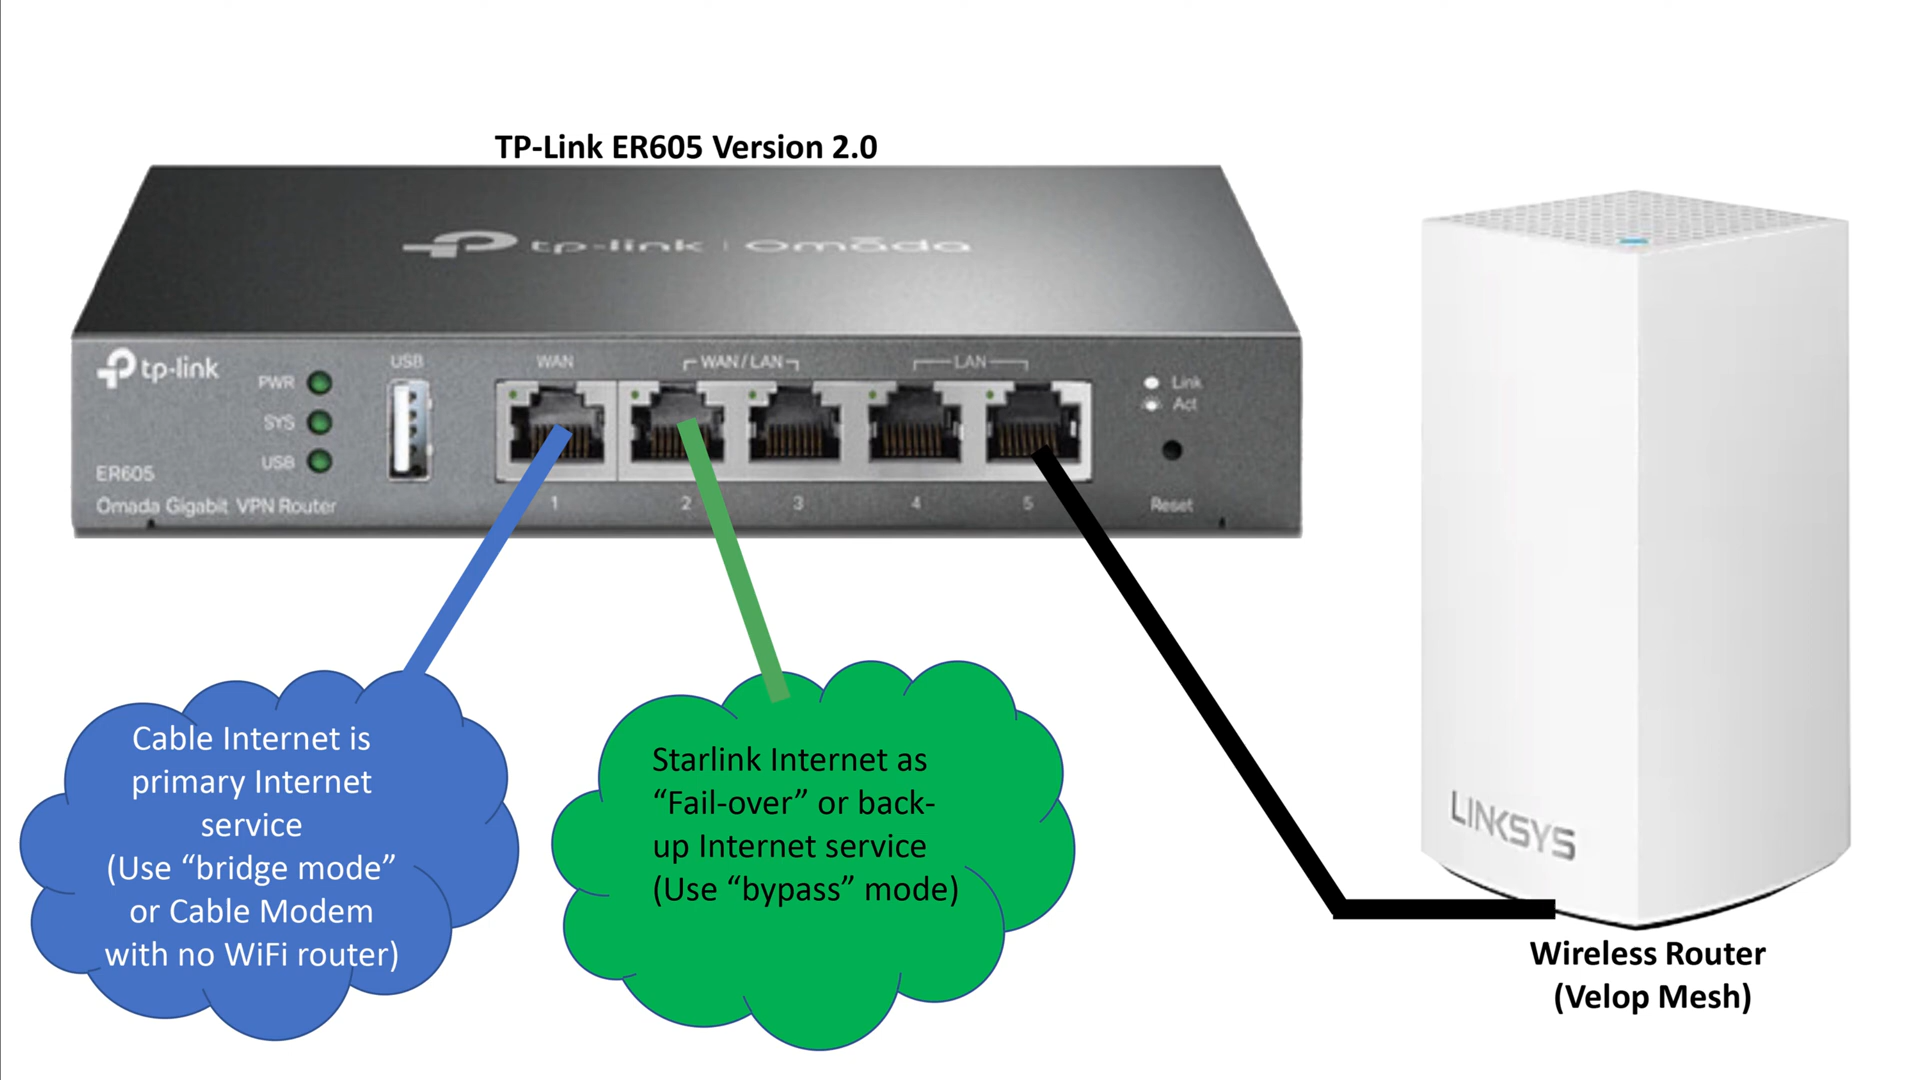 TP-Link ER605 Version 2.0
tp-link | omada
tp-link
PWR
SYS
USB
ER605
Omada Gigabit VPN Router
USB
WAN
WAN/LAN
LAN
1
2
3
4
5
Link
Act
Reset
Cable Internet is
primary Internet
service
(Use “bridge mode”
or Cable Modem
with no WiFi router)
Starlink Internet as
“Fail-over” or back-
up Internet service
(Use “bypass” mode)
LINKSYS
Wireless Router
(Velop Mesh)